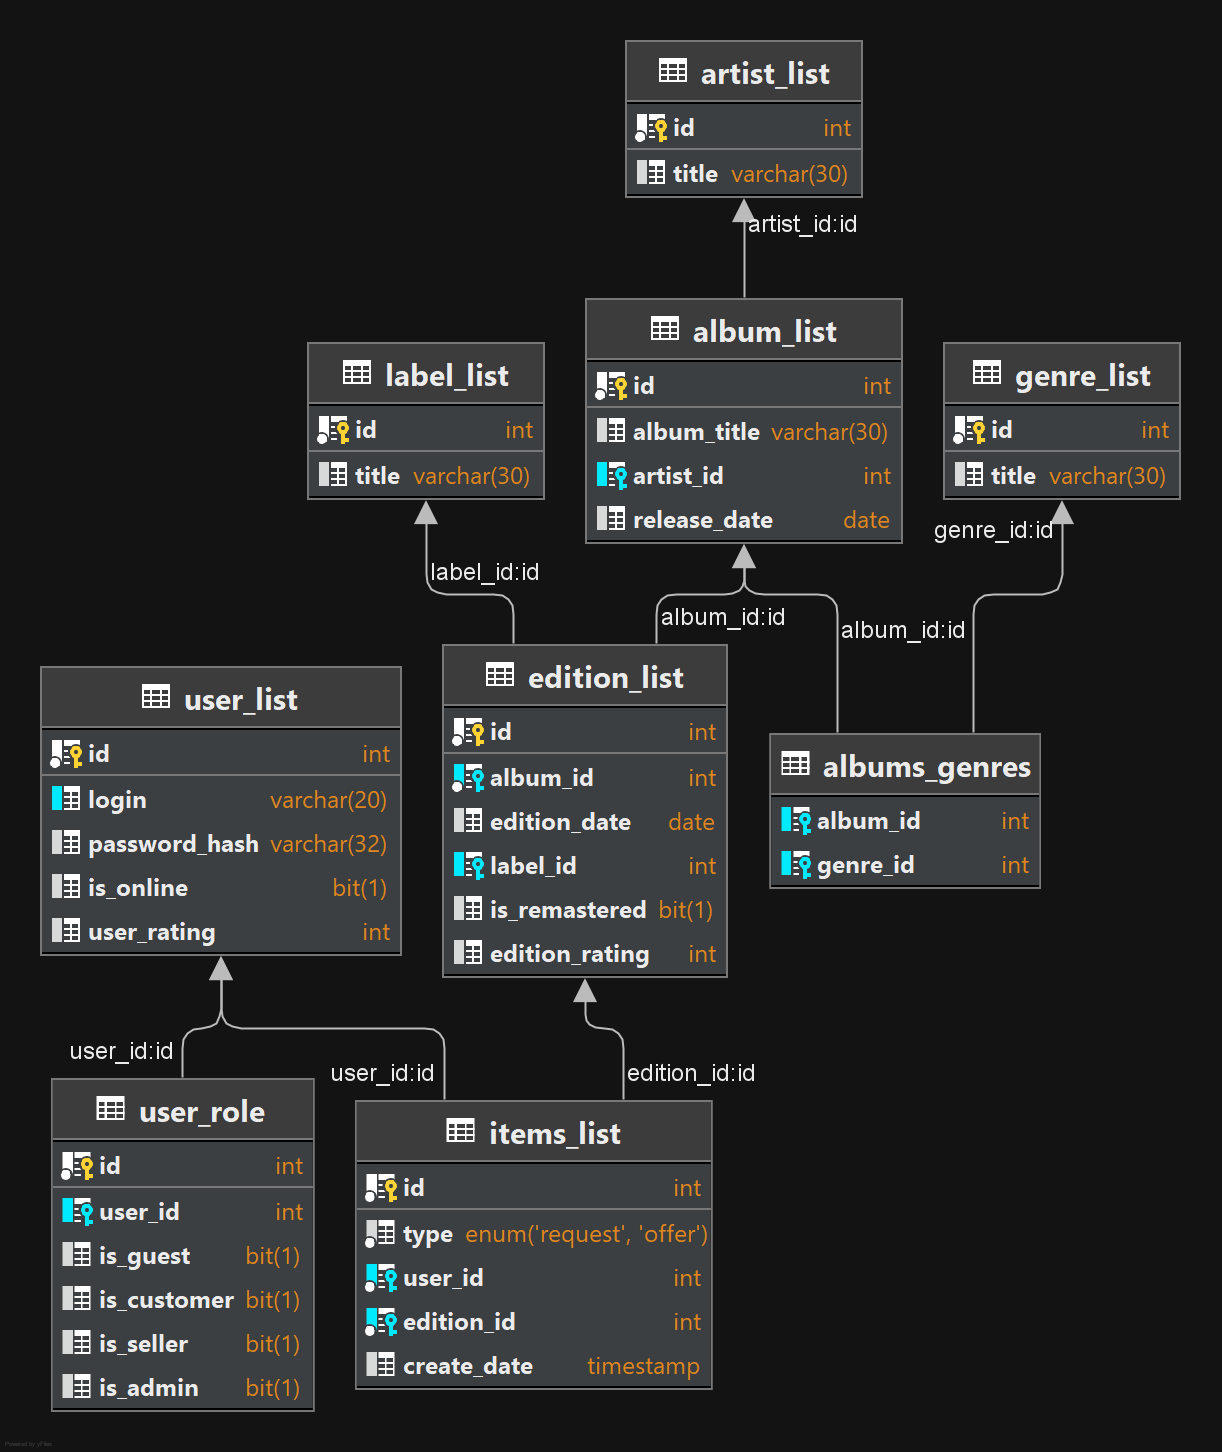 artist_list
id int
title varchar(30)
artist_id:id
album_list
id int
album_title varchar(30)
artist_id int
release_date date
label_list
id int
title varchar(30)
genre_list
id int
title varchar(30)
label_id:id
album_id:id
album_id:id
genre_id:id
edition_list
id int
album_id int
edition_date date
label_id int
is_remastered bit(1)
edition_rating int
user_list
id int
login varchar(20)
password_hash varchar(32)
is_online bit(1)
user_rating int
albums_genres
album_id int
genre_id int
user_id:id
user_id:id
edition_id:id
user_role
id int
user_id int
is_guest bit(1)
is_customer bit(1)
is_seller bit(1)
is_admin bit(1)
items_list
id int
type enum('request', 'offer')
user_id int
edition_id int
create_date timestamp
Powered by yFiles